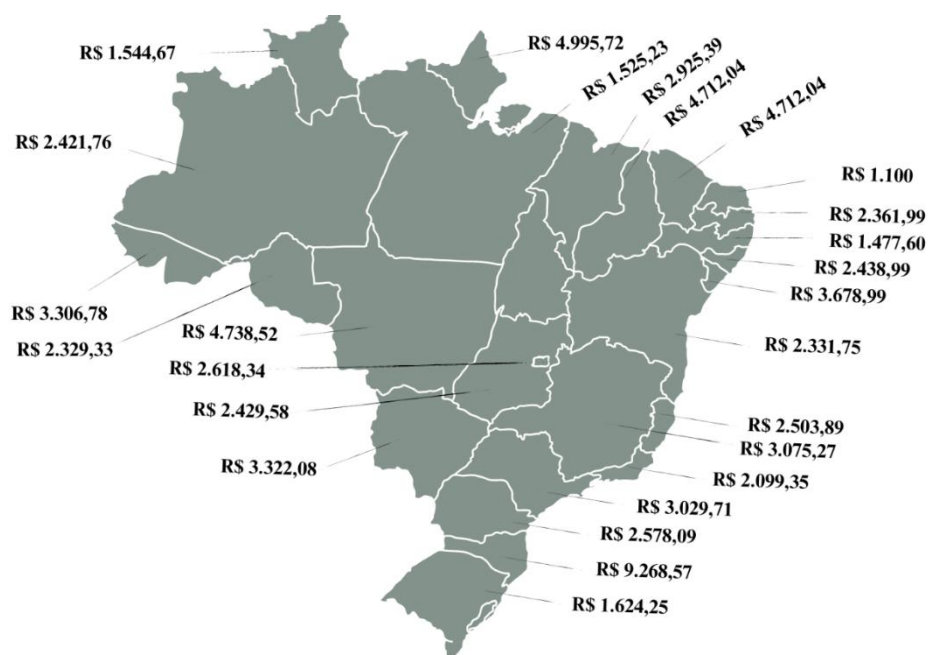 R$ 1.544,67
R$ 4.995,72
R$ 1.525,23
R$ 2.925,39
R$ 4.712,04
R$ 4.712,04
R$ 2.421,76
R$ 1.100
R$ 2.361,99
R$ 1.477,60
R$ 2.438,99
R$ 3.678,99
R$ 3.306,78
R$ 2.329,33
R$ 4.738,52
R$ 2.331,75
R$ 2.618,34
R$ 2.429,58
R$ 2.503,89
R$ 3.075,27
R$ 3.322,08
R$ 2.099,35
R$ 3.029,71
R$ 2.578,09
R$ 9.268,57
R$ 1.624,25